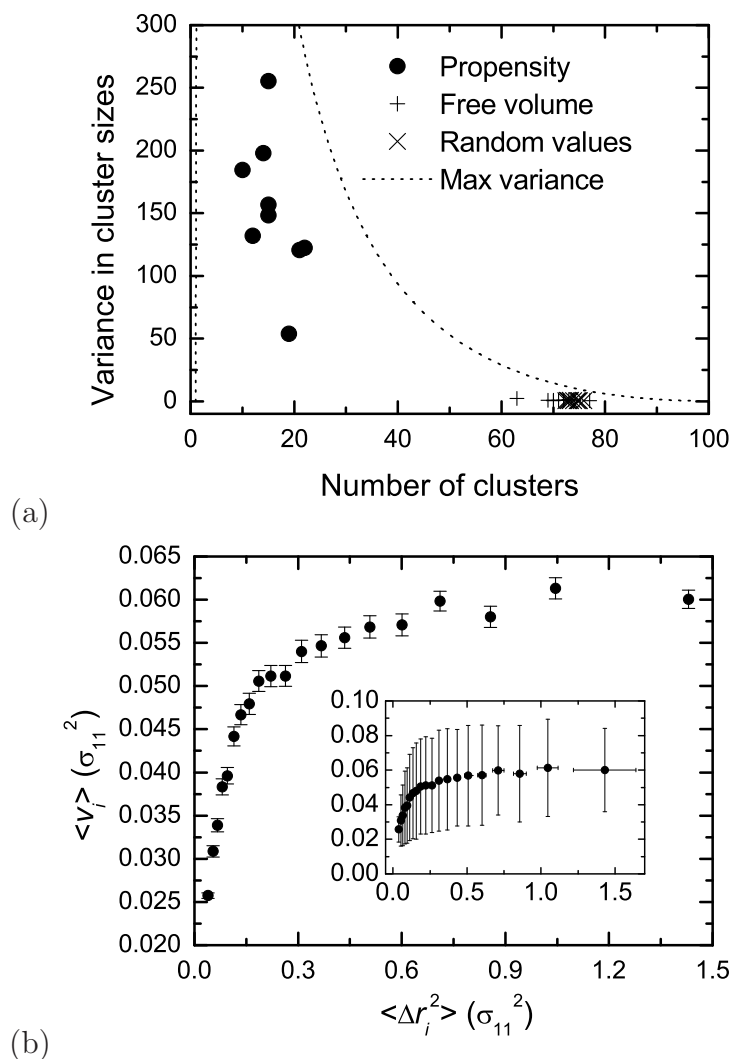 300
250
200
150
100
50
0
Variance in cluster sizes
Propensity
Free volume
Random values
Max variance
0 20 40 60 80 100
Number of clusters
(a)
0.065
0.060
0.055
0.050
0.045
0.040
0.035
0.030
0.025
0.020
<v_i> (σ_11^2)
0.10
0.08
0.06
0.04
0.02
0.00
0.0 0.5 1.0 1.5
0.0 0.3 0.6 0.9 1.2 1.5
<Δr_i^2> (σ_11^2)
(b)